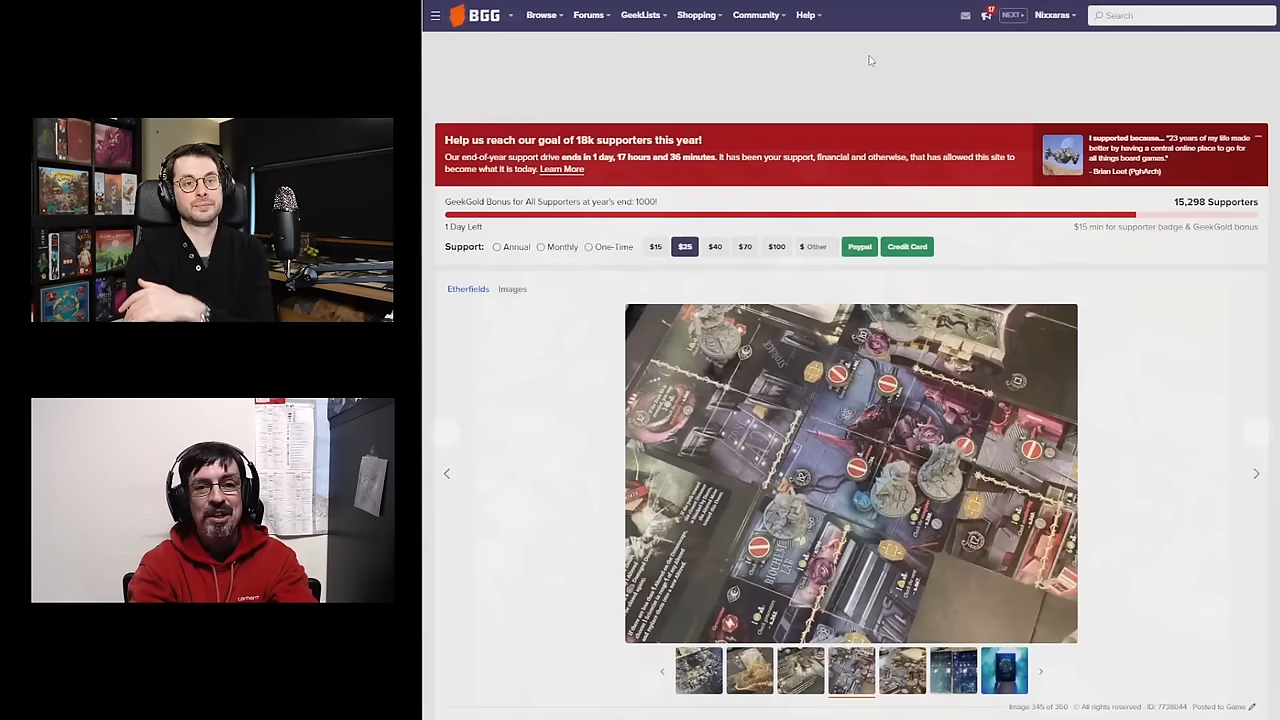 BGG
Browse
Forums
GeekLists
Shopping
Community
Help
17
NEXT
Nixxaras
Search
Help us reach our goal of 18k supporters this year!
Our end-of-year support drive ends in 1 day, 17 hours and 36 minutes. It has been your support, financial and otherwise, that has allowed this site to
become what it is today. Learn More
I supported because... "23 years of my life made
better by having a central online place to go for
all things board games."
- Brian Leet (PghArch)
GeekGold Bonus for All Supporters at year's end: 1000!
15,298 Supporters
1 Day Left
$15 min for supporter badge & GeekGold bonus
Support:
Annual
Monthly
One-Time
$15
$25
$40
$70
$100
$ Other
Paypal
Credit Card
Etherfields
Images
STORAGE
BIOCHEM
LAB
carhartt
Image 345 of 360 · © All rights reserved · ID: 7738044 · Posted to Game